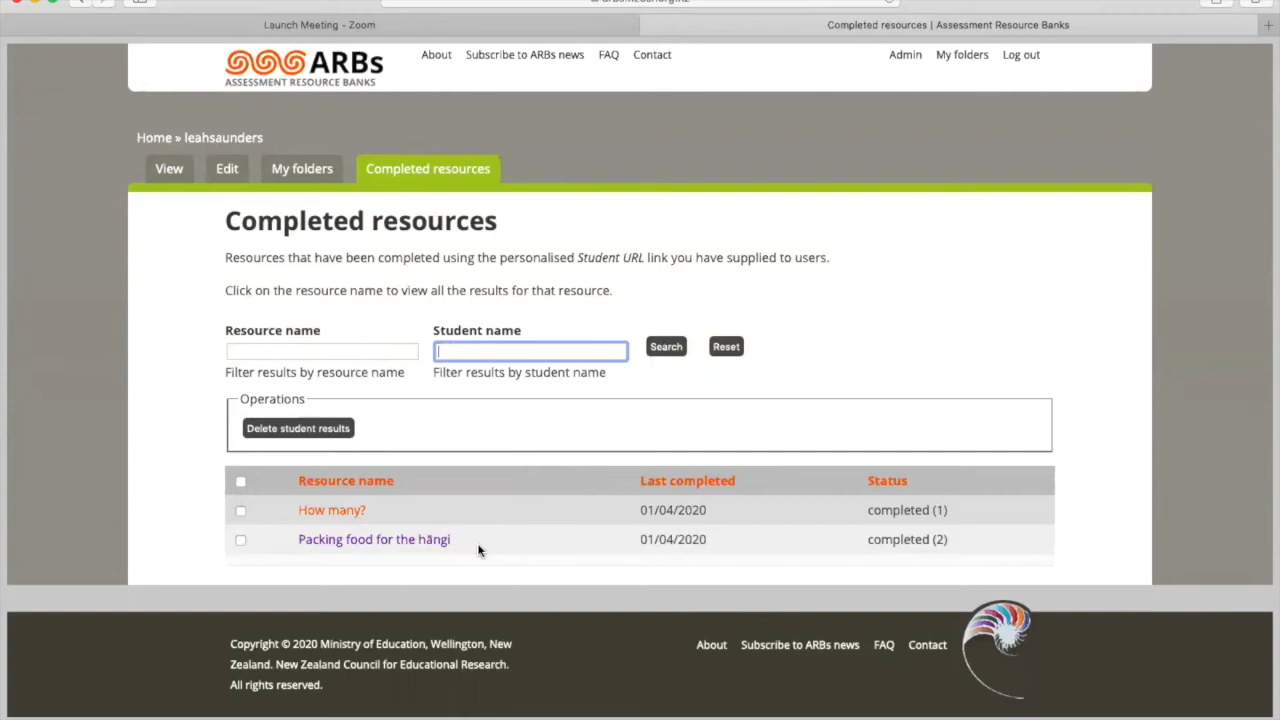 Launch Meeting - Zoom
Completed resources | Assessment Resource Banks
ARBs
ASSESSMENT RESOURCE BANKS
About
Subscribe to ARBs news
FAQ
Contact
Admin
My folders
Log out
Home » leahsaunders
View
Edit
My folders
Completed resources
Completed resources
Resources that have been completed using the personalised Student URL link you have supplied to users.
Click on the resource name to view all the results for that resource.
Resource name
Student name
Search
Reset
Filter results by resource name
Filter results by student name
Operations
Delete student results
Resource name Last completed Status
How many? 01/04/2020 completed (1)
Packing food for the hāngi 01/04/2020 completed (2)
Copyright © 2020 Ministry of Education, Wellington, New
Zealand. New Zealand Council for Educational Research.
All rights reserved.
About
Subscribe to ARBs news
FAQ
Contact